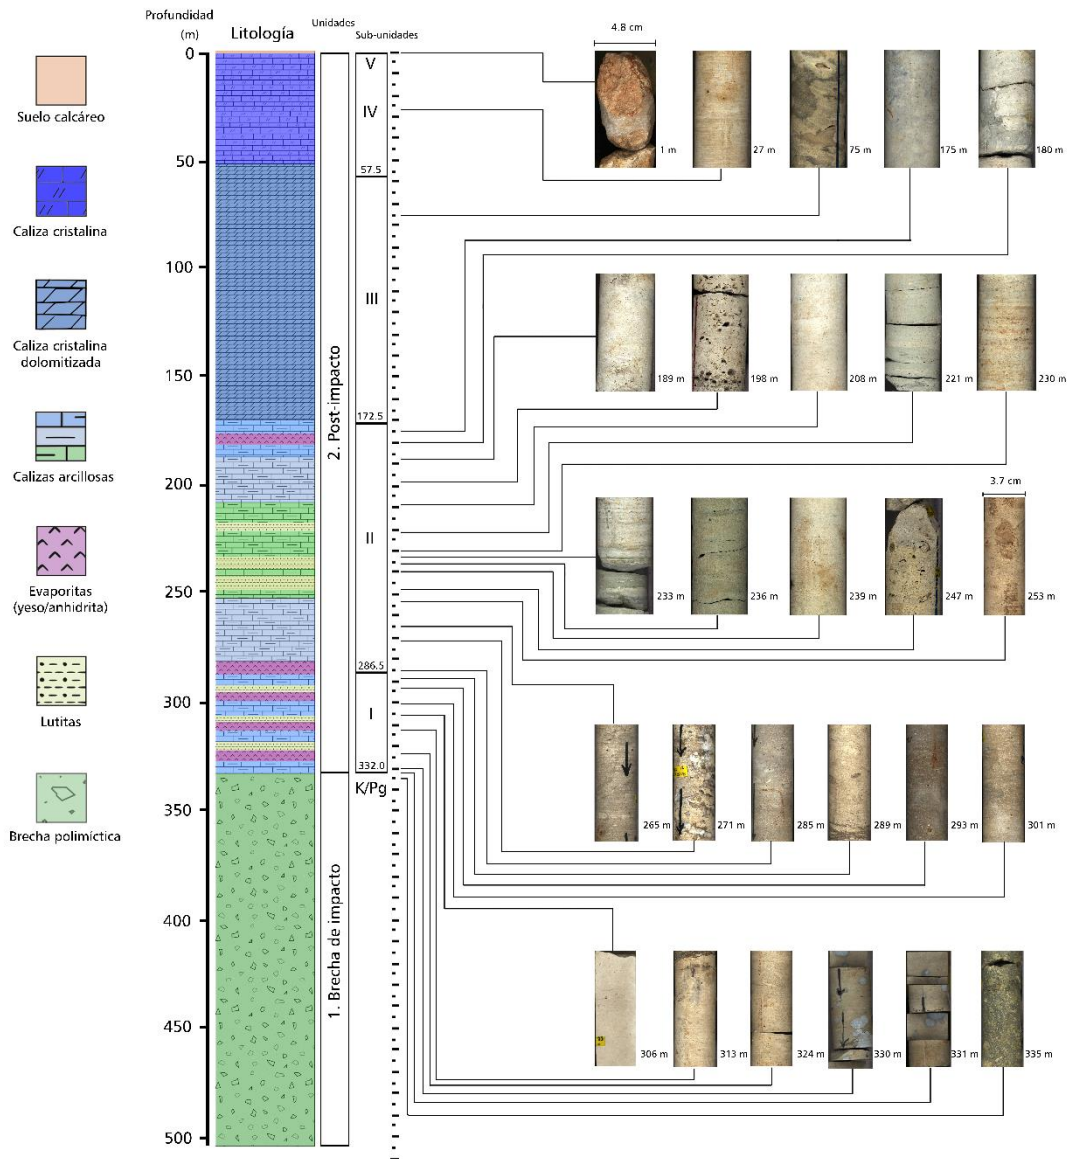 Profundidad
(m)
Litología
Unidades
Sub-unidades
Suelo calcáreo
Caliza cristalina
Caliza cristalina
dolomitizada
Calizas arcillosas
Evaporitas
(yeso/anhidrita)
Lutitas
Brecha polimíctica
0
50
100
150
200
250
300
350
400
450
500
2. Post-impacto
1. Brecha de impacto
V
IV
57.5
III
172.5
II
286.5
I
332.0
K/Pg
4.8 cm
1 m
27 m
75 m
175 m
180 m
189 m
198 m
208 m
221 m
230 m
3.7 cm
233 m
236 m
239 m
247 m
253 m
265 m
271 m
285 m
289 m
293 m
301 m
306 m
313 m
324 m
330 m
331 m
335 m